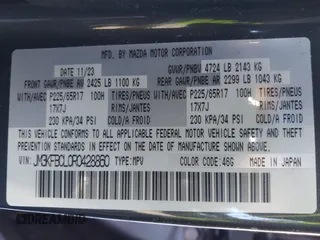 MFD. BY MAZDA MOTOR CORPORATION
DATE 11/23 GVWR/PNBV 4724 LB 2143 KG
FRONT GAWR/PNBE AV 2425 LB 1100 KG REAR GAWR/PNBE AR 2299 LB 1043 KG
WITH/AVEC P225/65R17 100H TIRES/PNEUS WITH/AVEC P225/65R17 100H TIRES/PNEUS
17X7J RIMS/JANTES 17X7J RIMS/JANTES
230 KPA/34 PSI COLD/A FROID 230 KPA/34 PSI COLD/A FROID
THIS VEHICLE CONFORMS TO ALL APPLICABLE FEDERAL MOTOR VEHICLE SAFETY AND THEFT
PREVENTION STANDARDS IN EFFECT ON THE DATE OF MANUFACTURE SHOWN ABOVE.
VIN: JM3KFBCL0R0428860 TYPE:MPV COLOR: 46G MADE IN JAPAN
DREAMUID